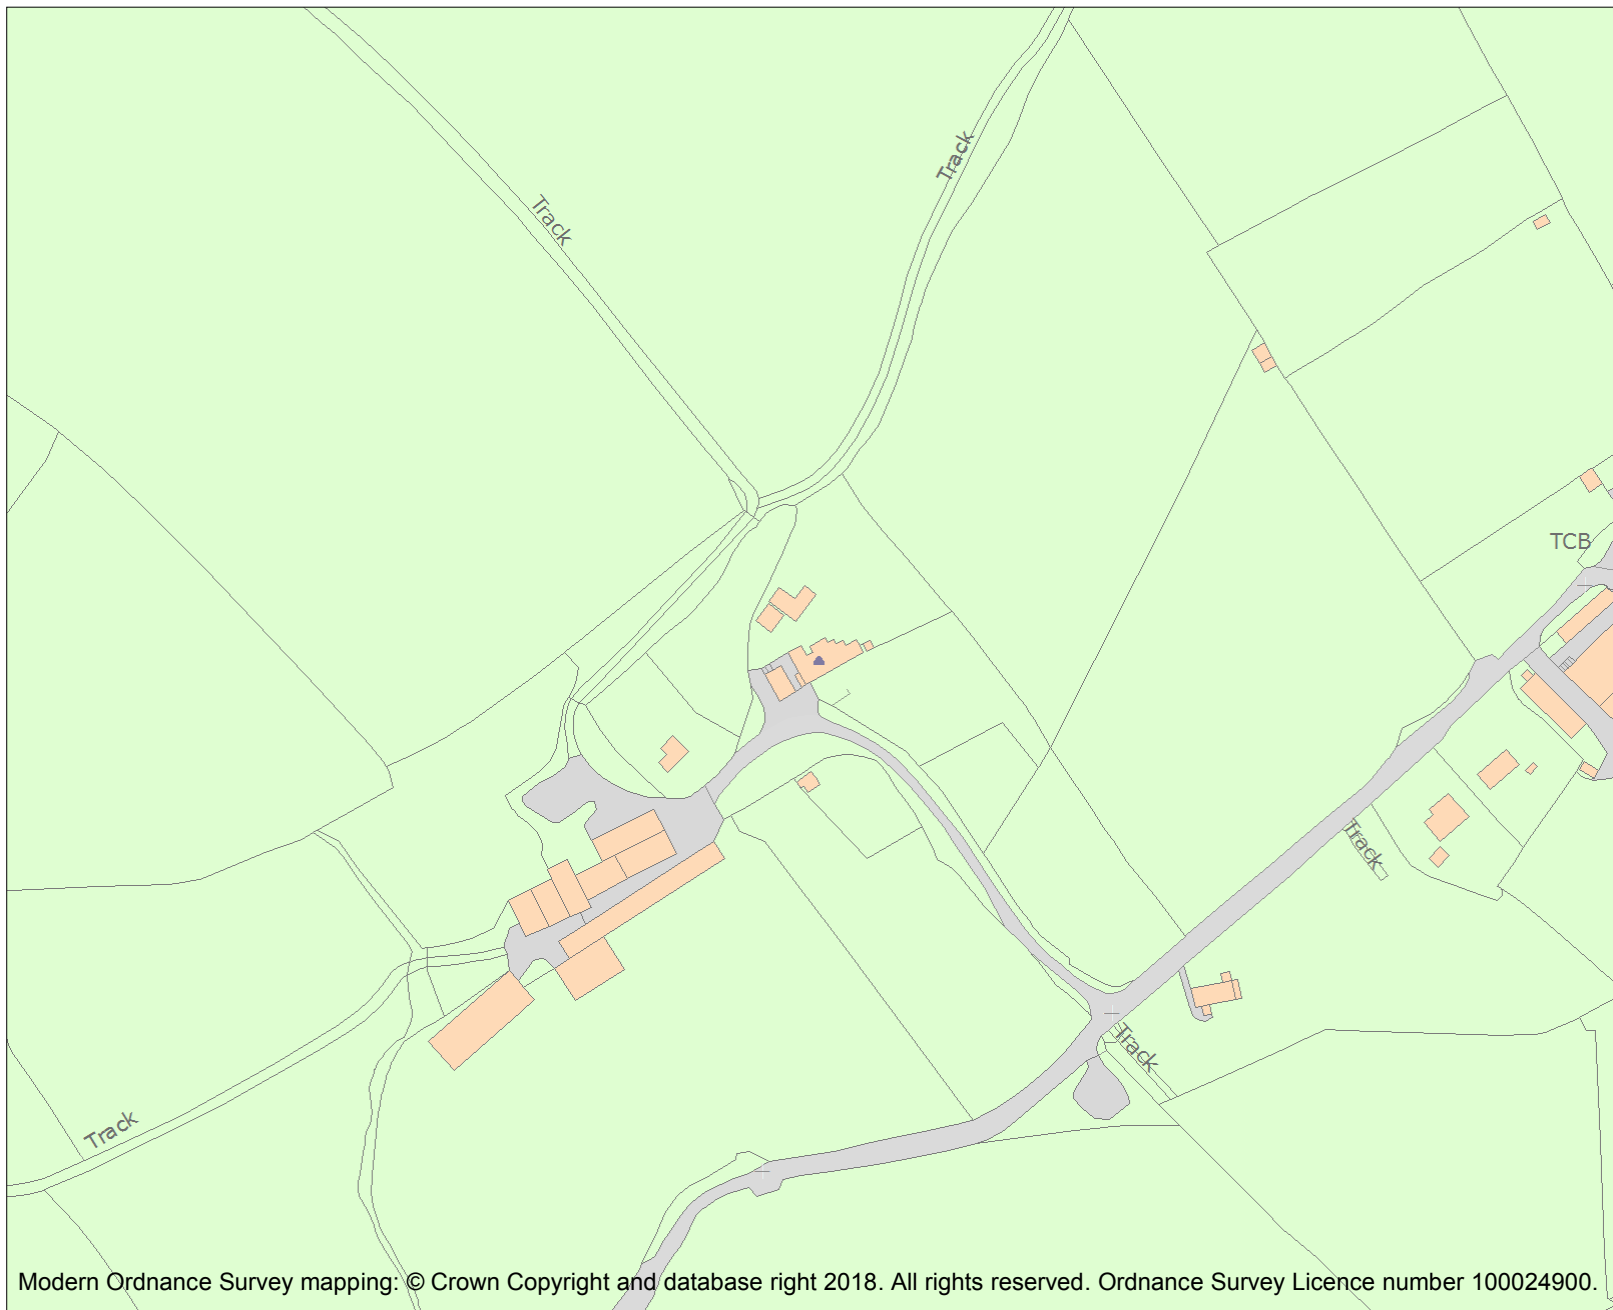 Track
Track
TCB
Track
Track
Track
Modern Ordnance Survey mapping: © Crown Copyright and database right 2018. All rights reserved. Ordnance Survey Licence number 100024900.